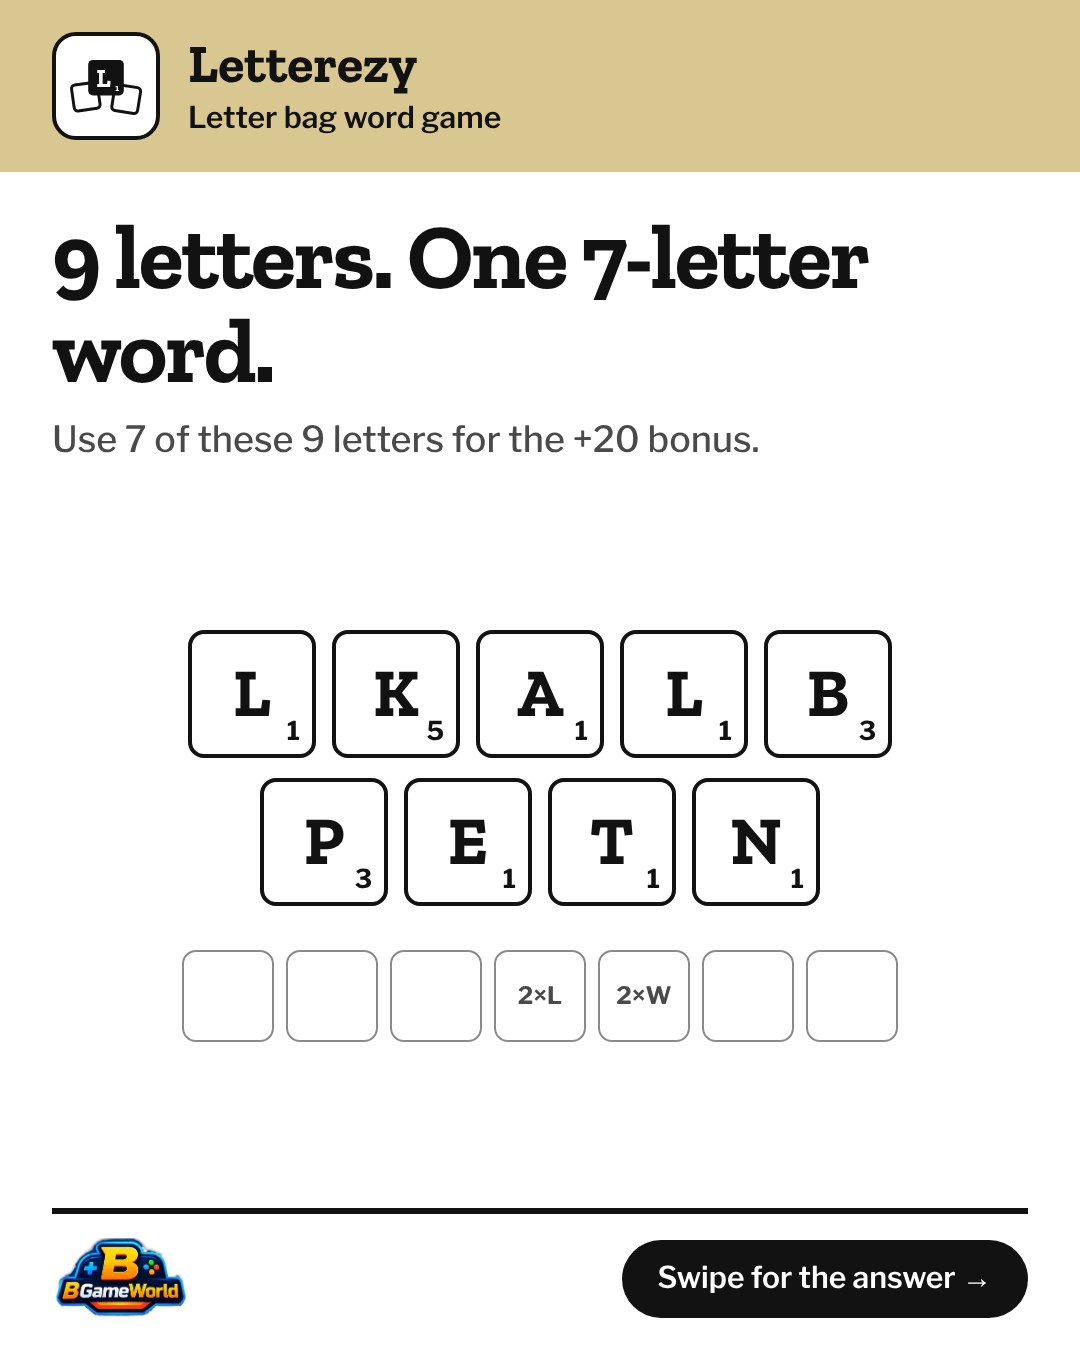 L
1
Letterezy
Letter bag word game
9 letters. One 7-letter
word.
Use 7 of these 9 letters for the +20 bonus.
L 1 K 5 A 1 L 1 B 3
P 3 E 1 T 1 N 1
2×L 2×W
B
BGameWorld
Swipe for the answer →